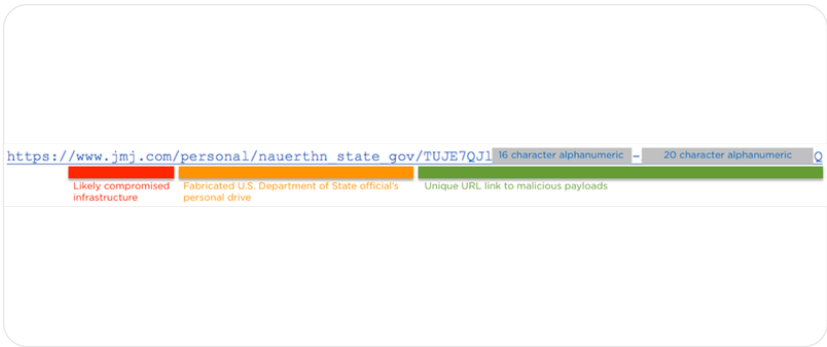 https://www.jmj.com/personal/nauerthn_state_gov/TUJE7QJl 16 character alphanumeric - 20 character alphanumeric Q
Likely compromised infrastructure
Fabricated U.S. Department of State official's personal drive
Unique URL link to malicious payloads